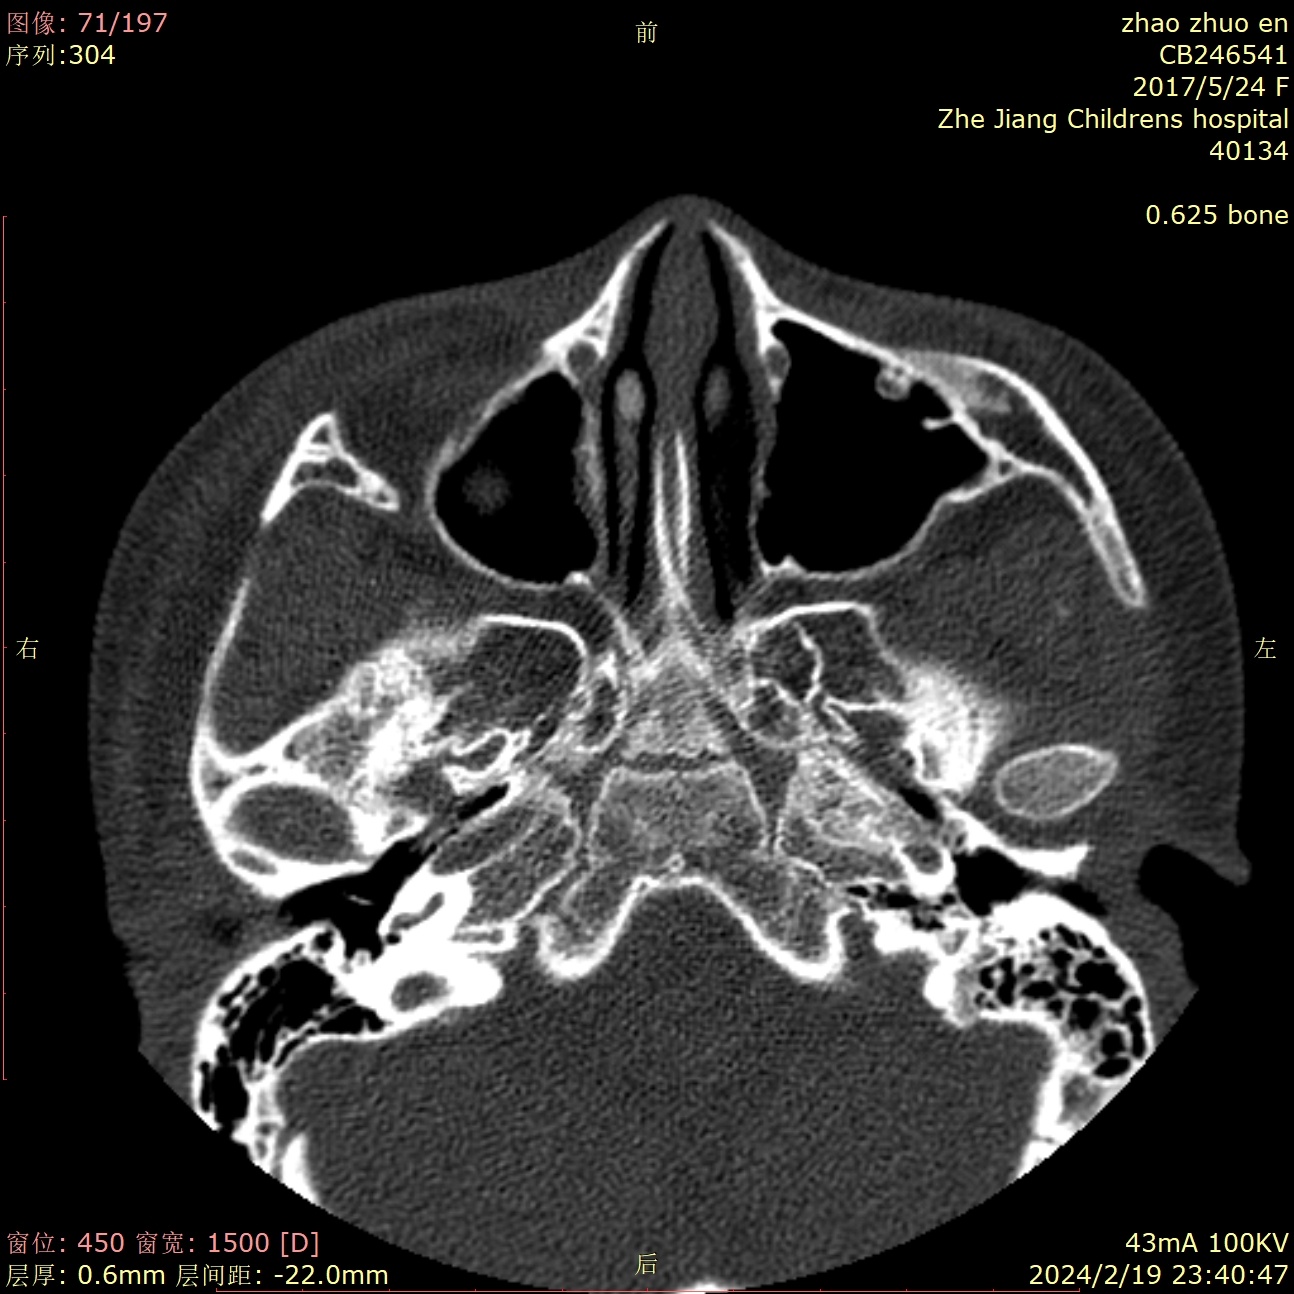 图像: 71/197
序列:304
前
zhao zhuo en
CB246541
2017/5/24 F
Zhe Jiang Childrens hospital
40134
0.625 bone
右
左
窗位: 450 窗宽: 1500 [D]
层厚: 0.6mm 层间距: -22.0mm
后
43mA 100KV
2024/2/19 23:40:47